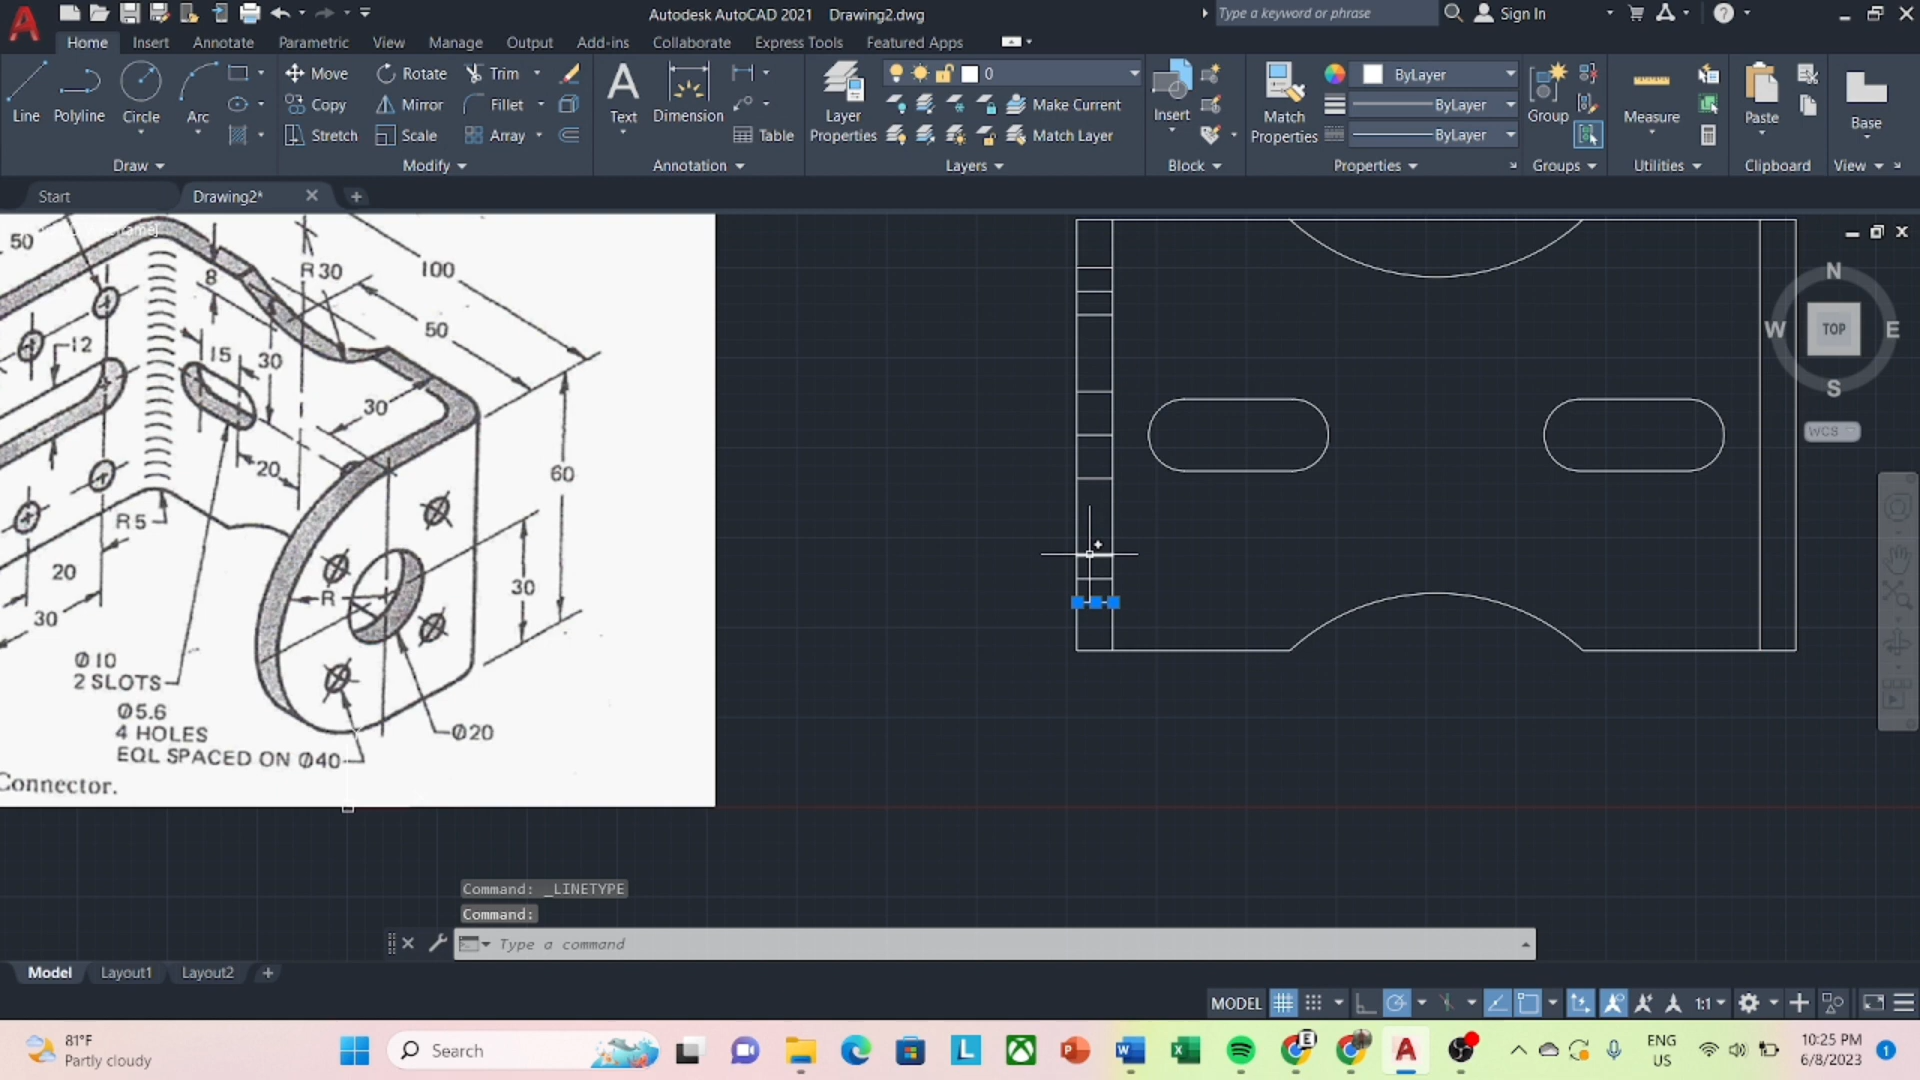 Autodesk AutoCAD 2021 Drawing2.dwg
Type a keyword or phrase
Sign In
Home Insert Annotate Parametric View Manage Output Add-ins Collaborate Express Tools Featured Apps
Line
Polyline
Circle
Arc
Draw
Move
Rotate
Trim
Copy
Mirror
Fillet
Stretch
Scale
Array
Modify
Text
Dimension
Table
Annotation
Layer
Properties
0
Make Current
Match Layer
Layers
Insert
Block
Match
Properties
ByLayer
ByLayer
ByLayer
Properties
Group
Groups
Measure
Utilities
Paste
Clipboard
Base
View
Start
Drawing2*
50
8
R30
100
50
12
15
30
30
60
20
R5
20
30
R
30
Ø10
2 SLOTS
Ø5.6
4 HOLES
EQL SPACED ON Ø40
Ø20
Connector.
N
W
TOP
E
S
WCS
Command: _LINETYPE
Command:
Type a command
Model Layout1 Layout2
MODEL
1:1
81°F
Partly cloudy
Search
ENG
US
10:25 PM
6/8/2023
1